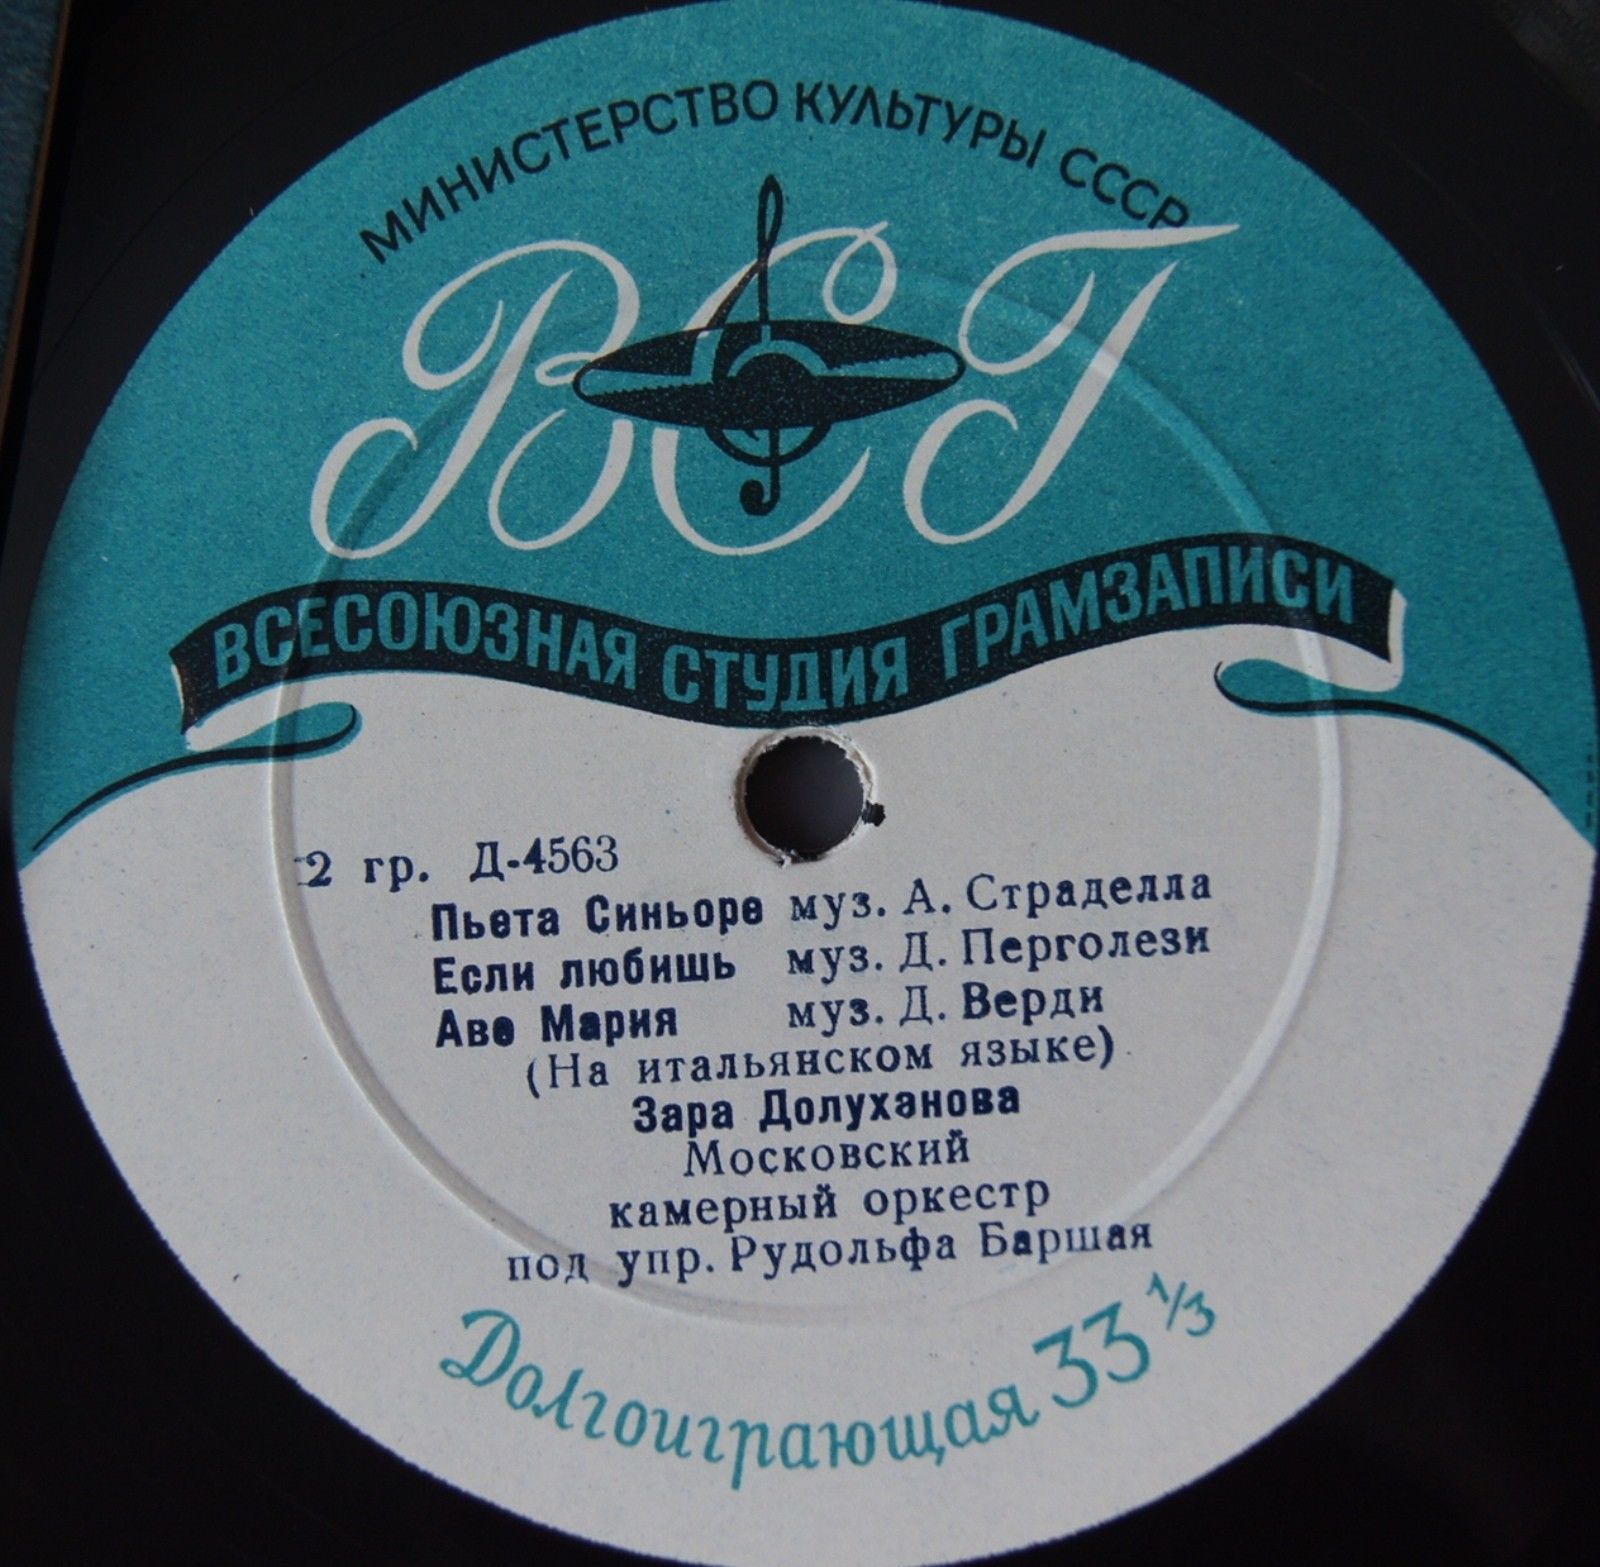 МИНИСТЕРСТВО КУЛЬТУРЫ СССР
ВСГ
ВСЕСОЮЗНАЯ СТУДИЯ ГРАМЗАПИСИ
2 гр. Д-4563
Пьета Синьоре муз. А. Страделла
Если любишь муз. Д. Перголези
Аве Мария муз. Д. Верди
(На итальянском языке)
Зара Долуханова
Московский
камерный оркестр
под упр. Рудольфа Баршая
Долгоиграющая 33 1/3